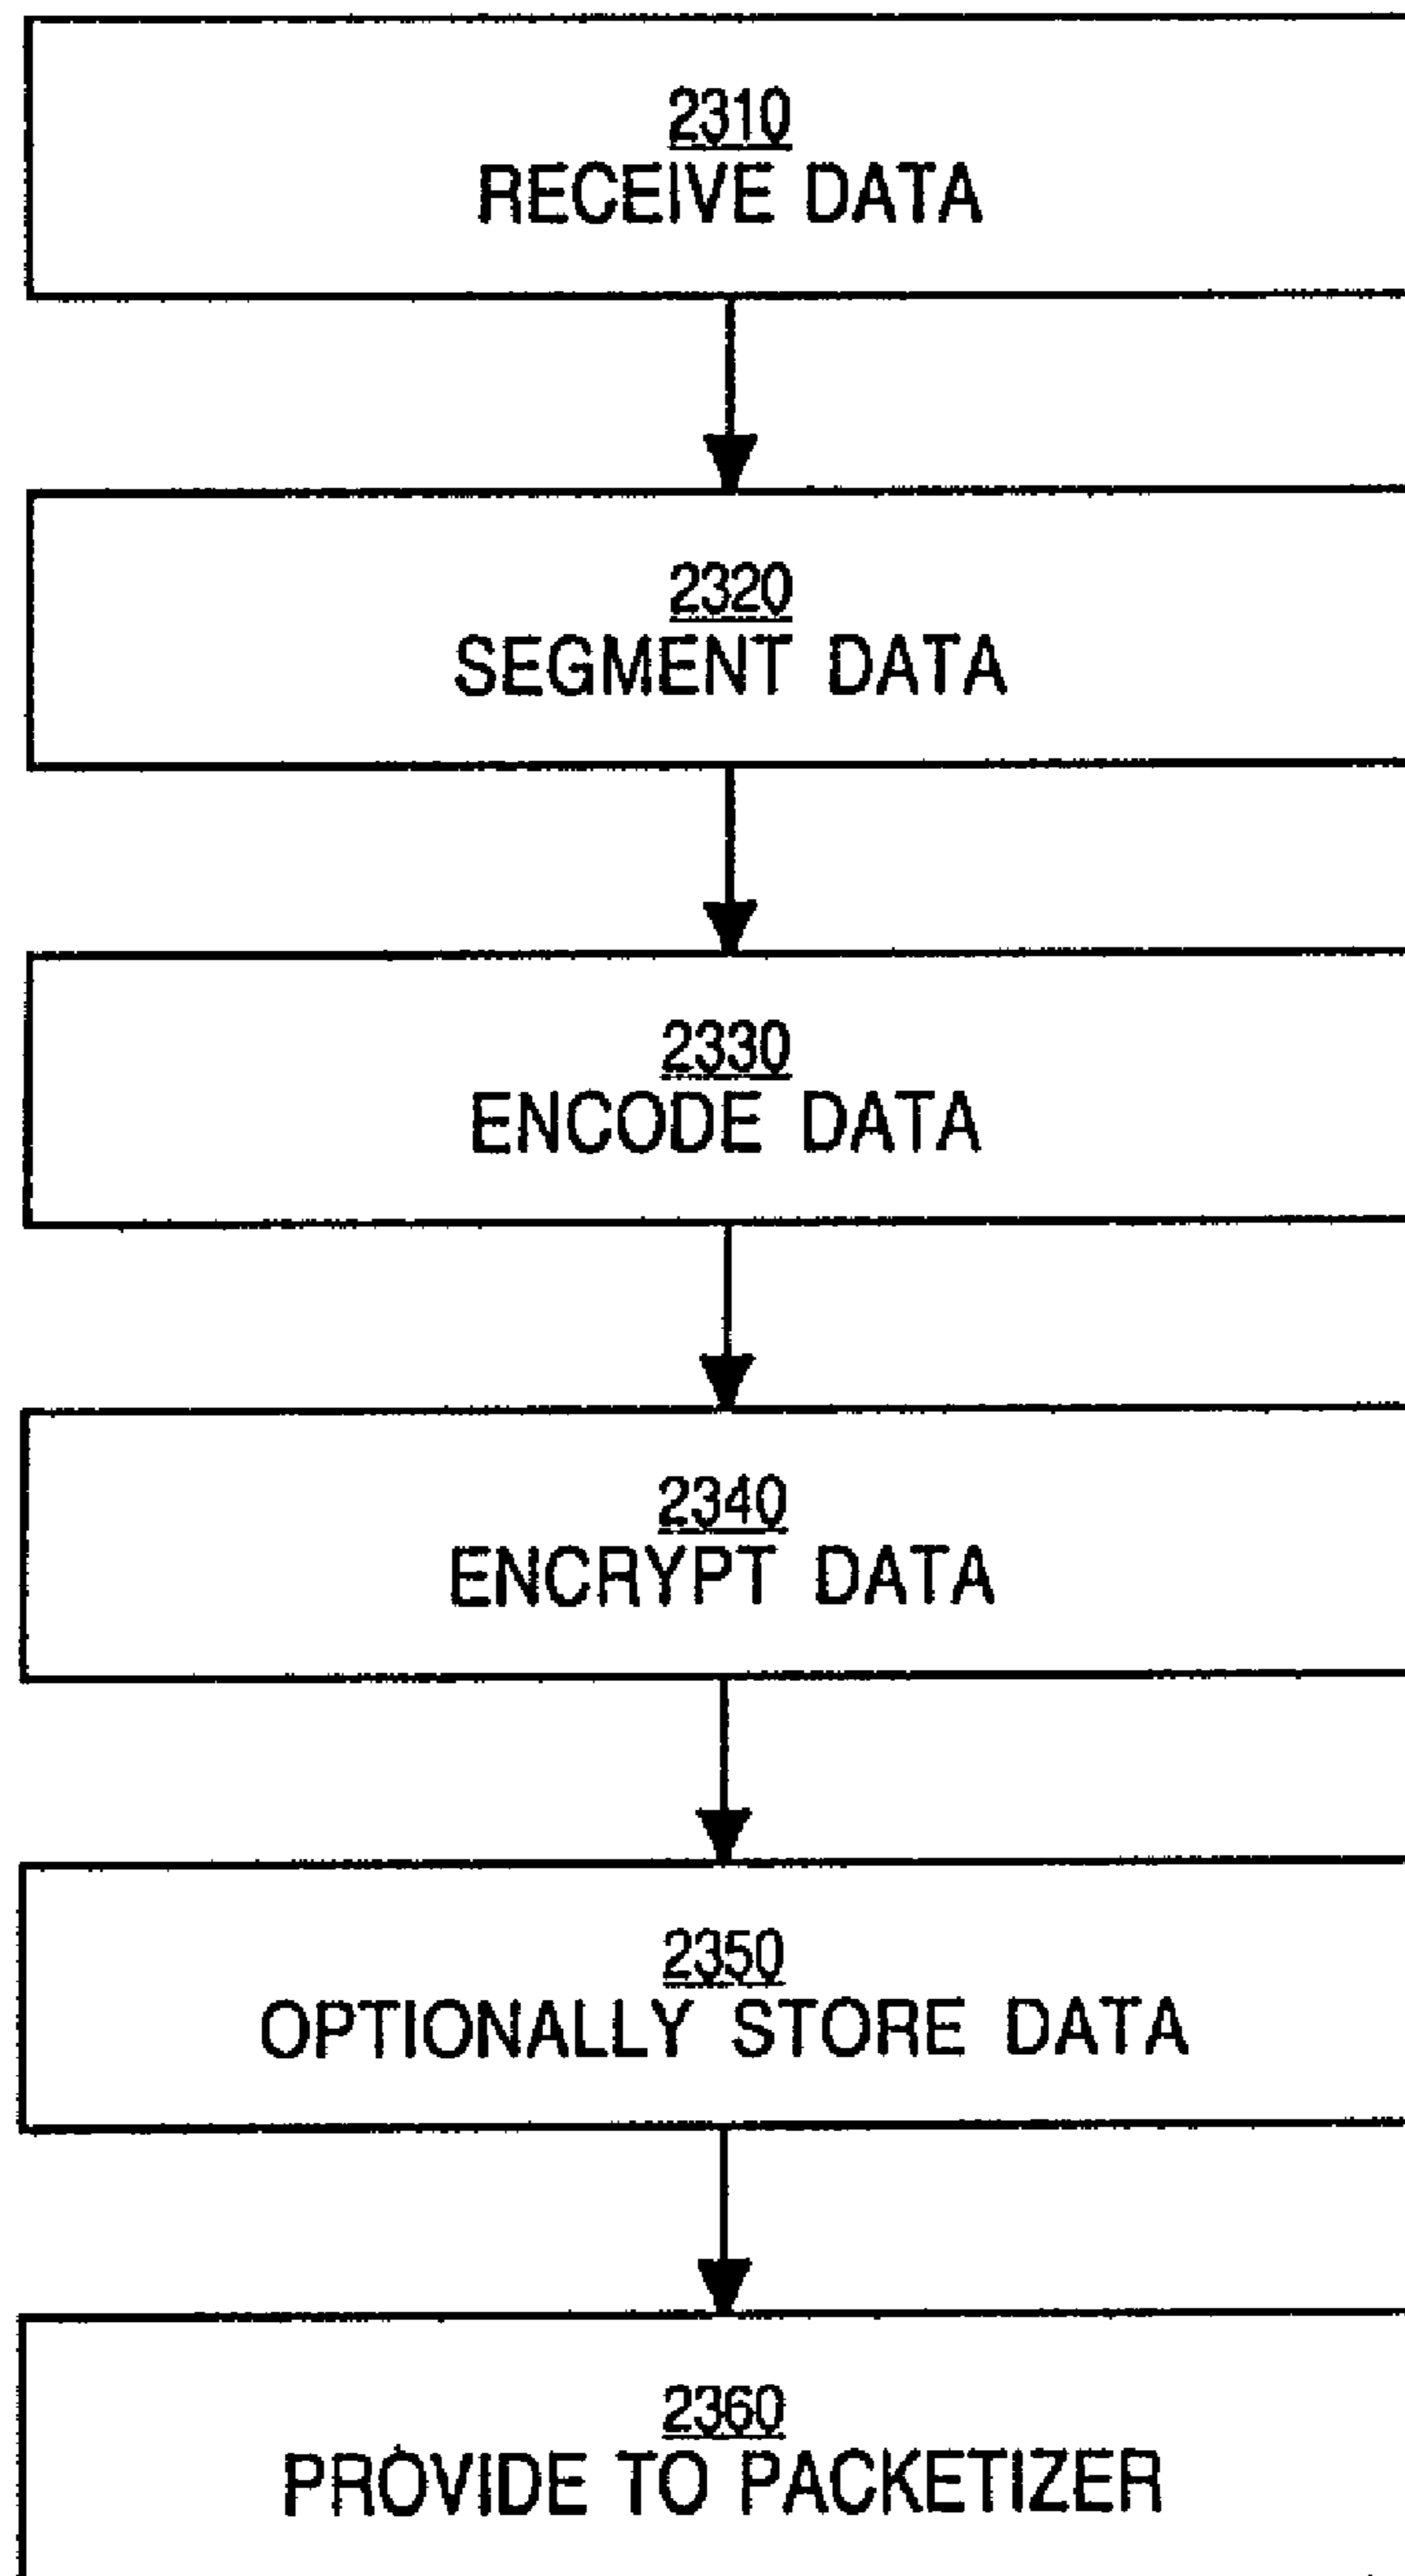 2310
RECEIVE DATA
2320
SEGMENT DATA
2330
ENCODE DATA
2340
ENCRYPT DATA
2350
OPTIONALLY STORE DATA
2360
PROVIDE TO PACKETIZER